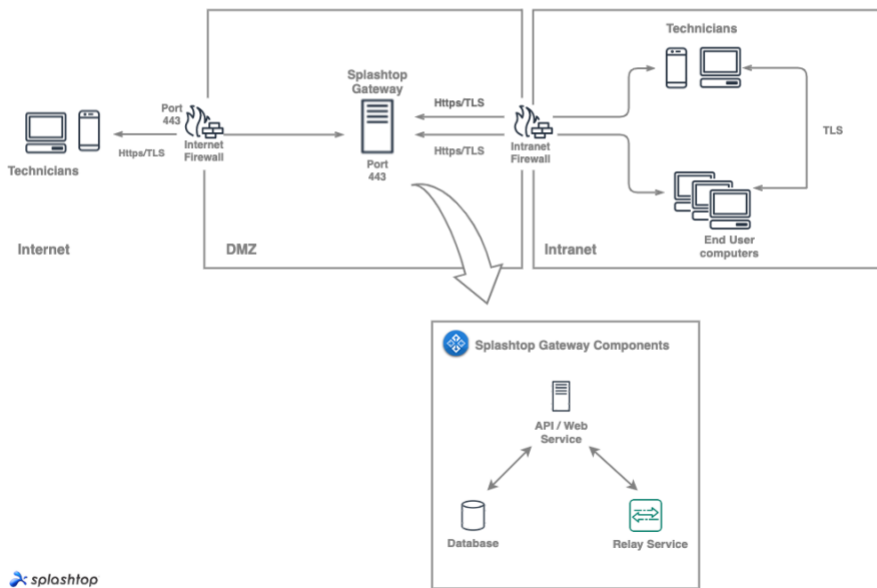 Technicians
Splashtop
Gateway
Port
443
Https/TLS
Internet
Firewall
Https/TLS
Technicians
Port
443
Https/TLS
Intranet
Firewall
TLS
End User
computers
Internet
DMZ
Intranet
Splashtop Gateway Components
API / Web
Service
Database
Relay Service
splashtop